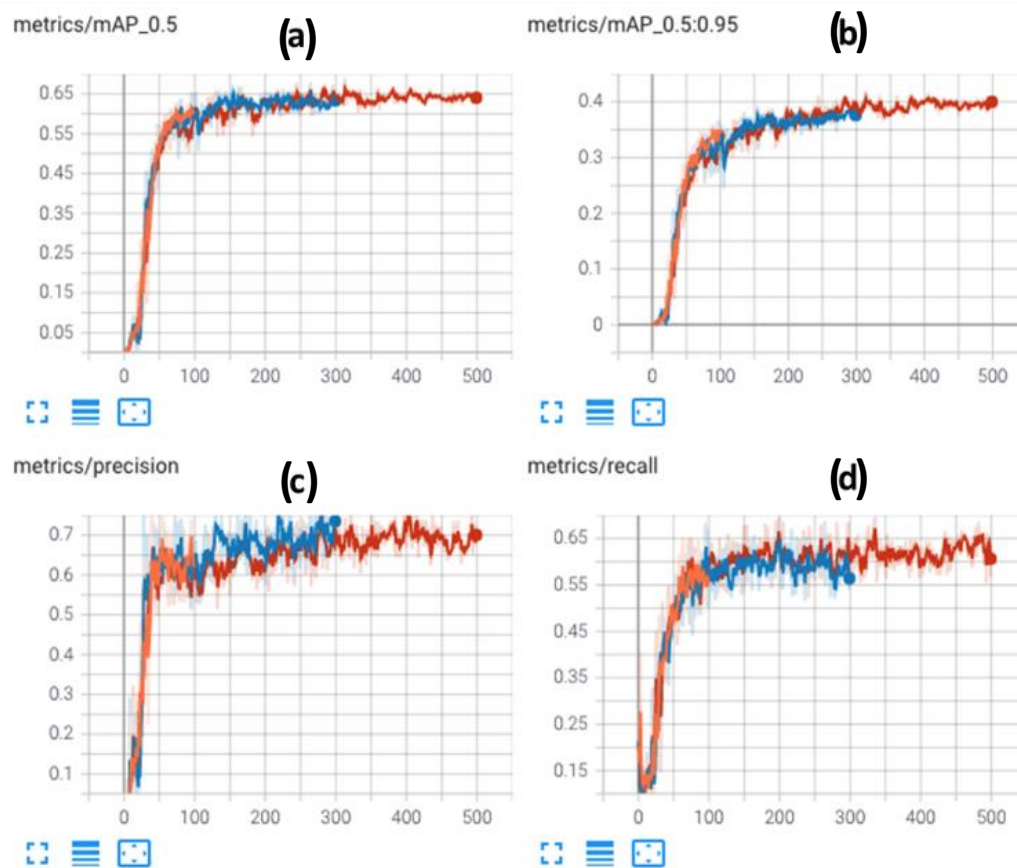 metrics/mAP_0.5
(a)
0.65
0.55
0.45
0.35
0.25
0.15
0.05
0 100 200 300 400 500
metrics/mAP_0.5:0.95
(b)
0.4
0.3
0.2
0.1
0
0 100 200 300 400 500
metrics/precision
(c)
0.7
0.6
0.5
0.4
0.3
0.2
0.1
0 100 200 300 400 500
metrics/recall
(d)
0.65
0.55
0.45
0.35
0.25
0.15
0 100 200 300 400 500